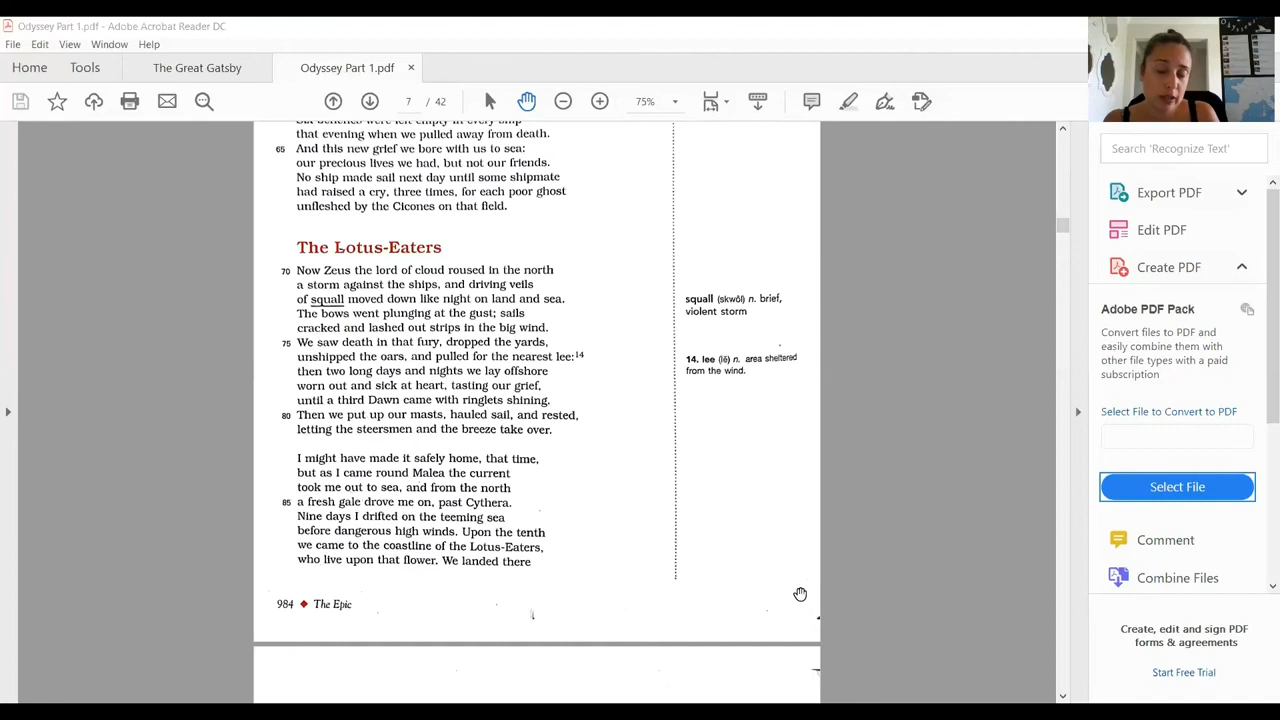 Odyssey Part 1.pdf - Adobe Acrobat Reader DC
File Edit View Window Help
Home Tools The Great Gatsby Odyssey Part 1.pdf ×
7 / 42 75%
that evening when we pulled away from death.
65 And this new grief we bore with us to sea:
our precious lives we had, but not our friends.
No ship made sail next day until some shipmate
had raised a cry, three times, for each poor ghost
unfleshed by the Cicones on that field.
The Lotus-Eaters
70 Now Zeus the lord of cloud roused in the north
a storm against the ships, and driving veils
of squall moved down like night on land and sea.
The bows went plunging at the gust; sails
cracked and lashed out strips in the big wind.
75 We saw death in that fury, dropped the yards,
unshipped the oars, and pulled for the nearest lee:14
then two long days and nights we lay offshore
worn out and sick at heart, tasting our grief,
until a third Dawn came with ringlets shining.
80 Then we put up our masts, hauled sail, and rested,
letting the steersmen and the breeze take over.
I might have made it safely home, that time,
but as I came round Malea the current
took me out to sea, and from the north
85 a fresh gale drove me on, past Cythera.
Nine days I drifted on the teeming sea
before dangerous high winds. Upon the tenth
we came to the coastline of the Lotus-Eaters,
who live upon that flower. We landed there
984 ◆ The Epic
squall (skwôl) n. brief,
violent storm
14. lee (lē) n. area sheltered
from the wind.
Search 'Recognize Text'
Export PDF
Edit PDF
Create PDF
Adobe PDF Pack
Convert files to PDF and
easily combine them with
other file types with a paid
subscription
Select File to Convert to PDF
Select File
Comment
Combine Files
Create, edit and sign PDF
forms & agreements
Start Free Trial